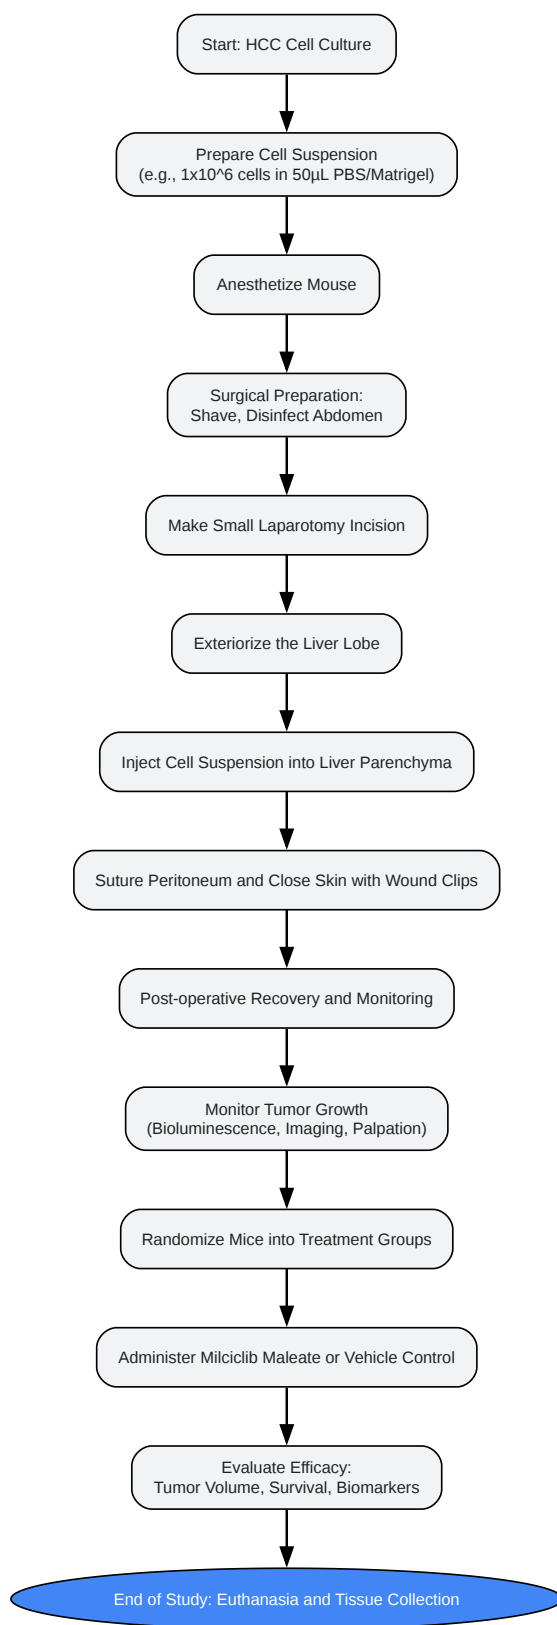 Start: HCC Cell Culture
Prepare Cell Suspension
(e.g., 1x10^6 cells in 50µL PBS/Matrigel)
Anesthetize Mouse
Surgical Preparation:
Shave, Disinfect Abdomen
Make Small Laparotomy Incision
Exteriorize the Liver Lobe
Inject Cell Suspension into Liver Parenchyma
Suture Peritoneum and Close Skin with Wound Clips
Post-operative Recovery and Monitoring
Monitor Tumor Growth
(Bioluminescence, Imaging, Palpation)
Randomize Mice into Treatment Groups
Administer Milciclib Maleate or Vehicle Control
Evaluate Efficacy:
Tumor Volume, Survival, Biomarkers
End of Study: Euthanasia and Tissue Collection